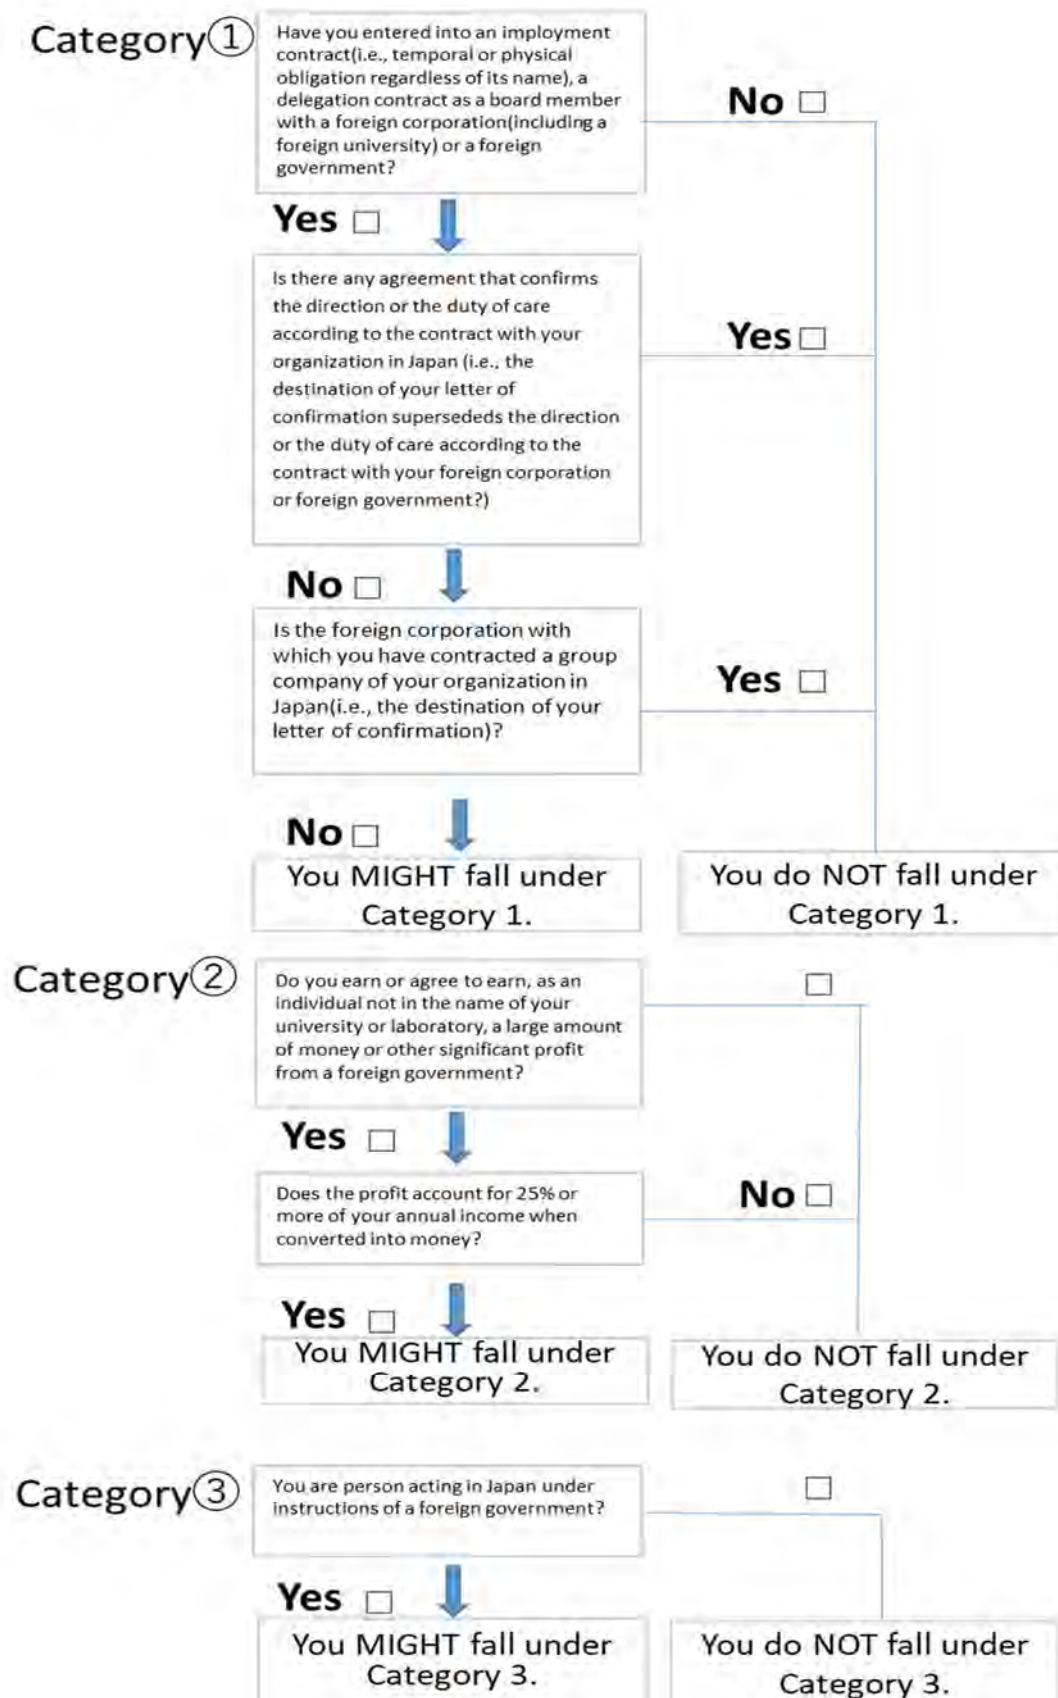 Category①
Have you entered into an imployment
contract(i.e., temporal or physical
obligation regardless of its name), a
delegation contract as a board member
with a foreign corporation(including a
foreign university) or a foreign
government?
No □
Yes □
Is there any agreement that confirms
the direction or the duty of care
according to the contract with your
organization in Japan (i.e., the
destination of your letter of
confirmation supersededs the direction
or the duty of care according to the
contract with your foreign corporation
or foreign government?)
Yes □
No □
Is the foreign corporation with
which you have contracted a group
company of your organization in
Japan(i.e., the destination of your
letter of confirmation)?
Yes □
No □
You MIGHT fall under
Category 1.
You do NOT fall under
Category 1.
Category②
Do you earn or agree to earn, as an
individual not in the name of your
university or laboratory, a large amount
of money or other significant profit
from a foreign government?
□
Yes □
Does the profit account for 25% or
more of your annual income when
converted into money?
No □
Yes □
You MIGHT fall under
Category 2.
You do NOT fall under
Category 2.
Category③
You are person acting in Japan under
instructions of a foreign government?
□
Yes □
You MIGHT fall under
Category 3.
You do NOT fall under
Category 3.